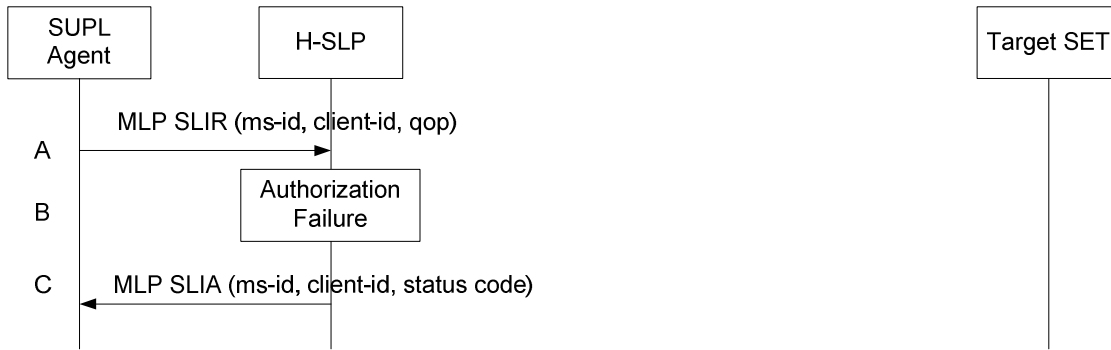 SUPL
Agent
H-SLP
Target SET
MLP SLIR (ms-id, client-id, qop)
A
Authorization
Failure
B
C
MLP SLIA (ms-id, client-id, status code)